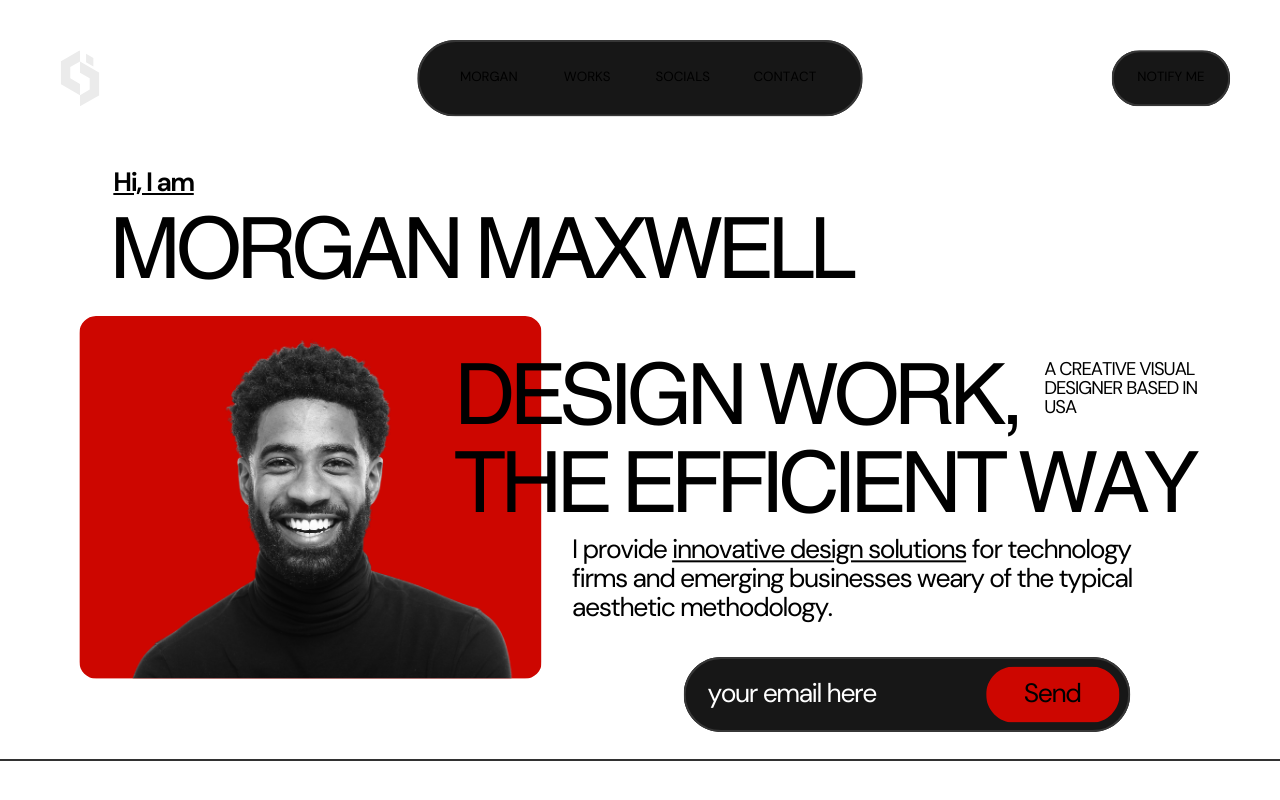 MORGAN WORKS SOCIALS CONTACT
NOTIFY ME
Hi, I am
MORGAN MAXWELL
DESIGN WORK,
THE EFFICIENT WAY
A CREATIVE VISUAL
DESIGNER BASED IN
USA
I provide innovative design solutions for technology
firms and emerging businesses weary of the typical
aesthetic methodology.
your email here
Send